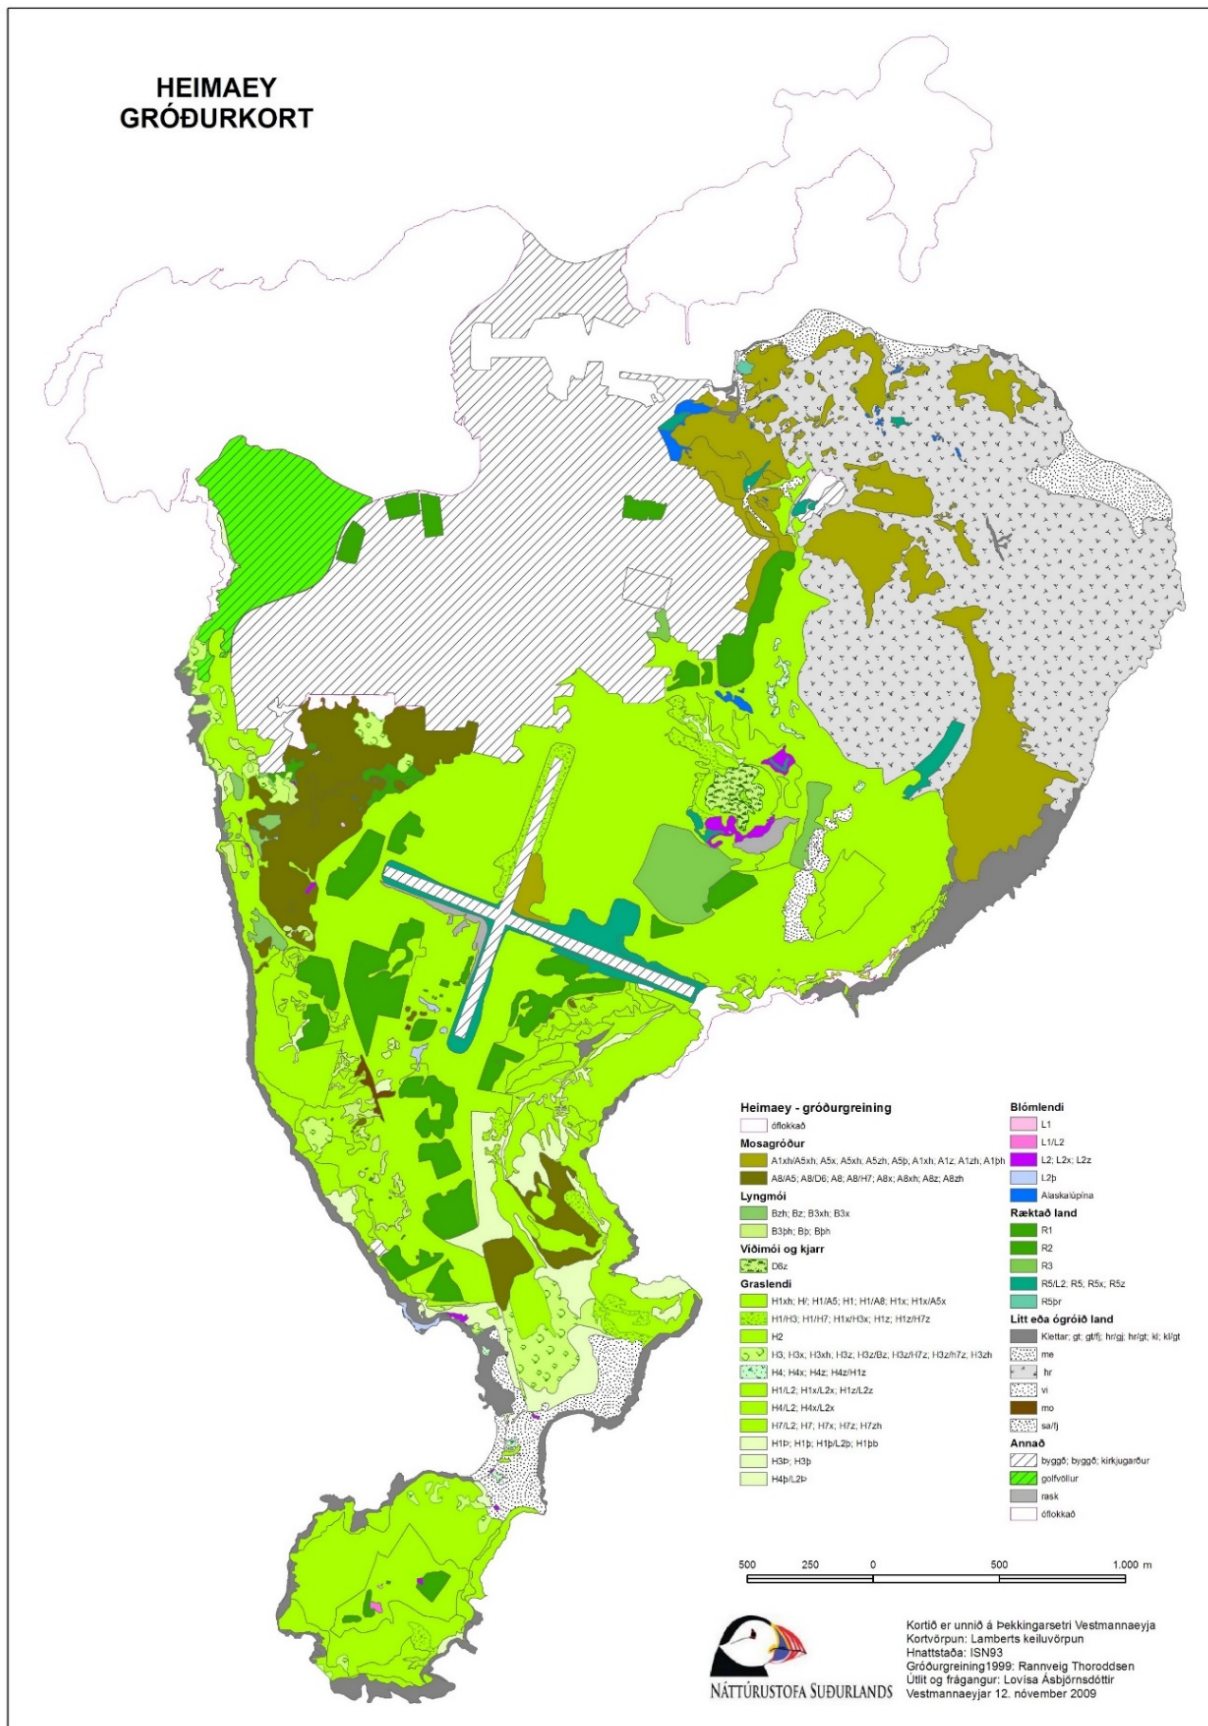 HEIMAEY
GRÓÐURKORT
Heimaey - gróðurgreining
óflokkað
Mosagróður
A1xh/A5xh; A5x; A5xh; A5zh; A5þ; A1xh; A1z; A1zh; A1þh
A8/A5; A8/D6; A8; A8/H7; A8x; A8xh; A8z; A8zh
Lyngmói
Bzh; Bz; B3xh; B3x
B3þh; Bþ; Bþh
Víðimói og kjarr
D6z
Graslendi
H1xh; H/; H1/A5; H1; H1/A8; H1x; H1x/A5x
H1/H3; H1/H7; H1x/H3x; H1z; H1z/H7z
H2
H3; H3x; H3xh; H3z; H3z/Bz; H3z/H7z; H3z/h7z; H3zh
H4; H4x; H4z; H4z/H1z
H1/L2; H1x/L2x; H1z/L2z
H4/L2; H4x/L2x
H7/L2; H7; H7x; H7z; H7zh
H1Þ; H1þ; H1þ/L2þ; H1þb
H3Þ; H3þ
H4þ/L2Þ
Blómlendi
L1
L1/L2
L2; L2x; L2z
L2þ
Alaskalúpína
Ræktað land
R1
R2
R3
R5/L2; R5; R5x; R5z
R5þr
Lítt eða ógróið land
Klettar; gt; gt/fj; hr/gj; hr/gt; kl; kl/gt
me
hr
vi
mo
sa/fj
Annað
byggð; byggð; kirkjugarður
golfvöllur
rask
óflokkað
500 250 0 500 1.000 m
NÁTTÚRUSTOFA SUÐURLANDS
Kortið er unnið á Þekkingarsetri Vestmannaeyja
Kortvörpun: Lamberts keiluvörpun
Hnattstaða: ISN93
Gróðurgreining1999: Rannveig Thoroddsen
Útlit og frágangur: Lovísa Ásbjörnsdóttir
Vestmannaeyjar 12. nóvember 2009